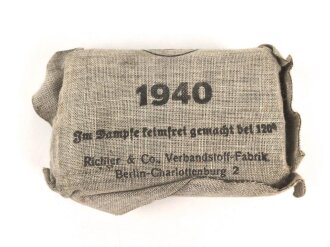 1940
Im Dampfe keimfrei gemacht bei 120°
Richter & Co., Verbandstoff-Fabrik
Berlin-Charlottenburg 2